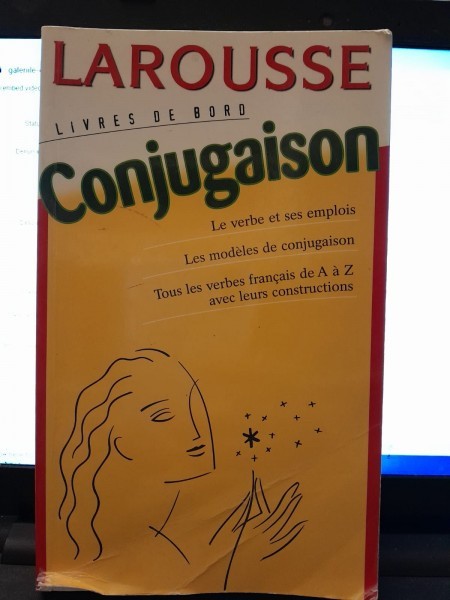 LAROUSSE
LIVRES DE BORD
Conjugaison
Le verbe et ses emplois
Les modèles de conjugaison
Tous les verbes français de A à Z
avec leurs constructions